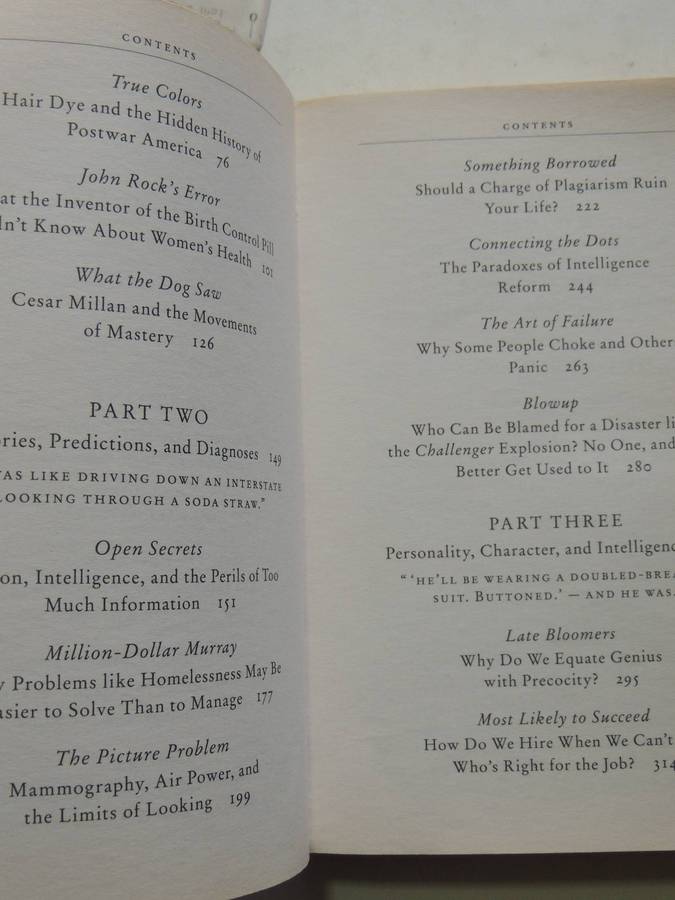 CONTENTS
True Colors
Hair Dye and the Hidden History of
Postwar America 76
John Rock's Error
at the Inventor of the Birth Control Pill
n't Know About Women's Health 101
What the Dog Saw
Cesar Millan and the Movements
of Mastery 126
PART TWO
ories, Predictions, and Diagnoses 149
AS LIKE DRIVING DOWN AN INTERSTATE
LOOKING THROUGH A SODA STRAW."
Open Secrets
on, Intelligence, and the Perils of Too
Much Information 151
Million-Dollar Murray
y Problems like Homelessness May Be
asier to Solve Than to Manage 177
The Picture Problem
Mammography, Air Power, and
the Limits of Looking 199
CONTENTS
Something Borrowed
Should a Charge of Plagiarism Ruin
Your Life? 222
Connecting the Dots
The Paradoxes of Intelligence
Reform 244
The Art of Failure
Why Some People Choke and Other
Panic 263
Blowup
Who Can Be Blamed for a Disaster li
the Challenger Explosion? No One, and
Better Get Used to It 280
PART THREE
Personality, Character, and Intelligenc
"'HE'LL BE WEARING A DOUBLED-BREA
SUIT. BUTTONED.' — AND HE WAS.
Late Bloomers
Why Do We Equate Genius
with Precocity? 295
Most Likely to Succeed
How Do We Hire When We Can't
Who's Right for the Job? 314